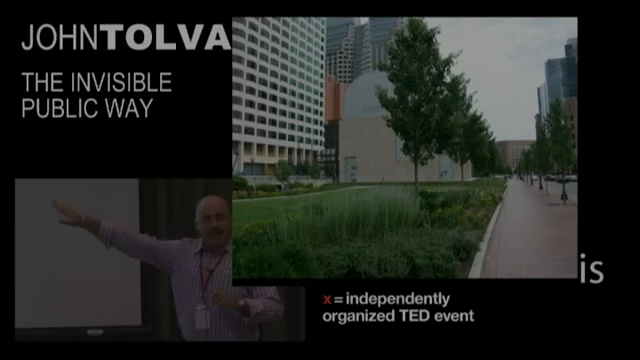 JOHNTOLVA
THE INVISIBLE
PUBLIC WAY
is
x = independently
organized TED event